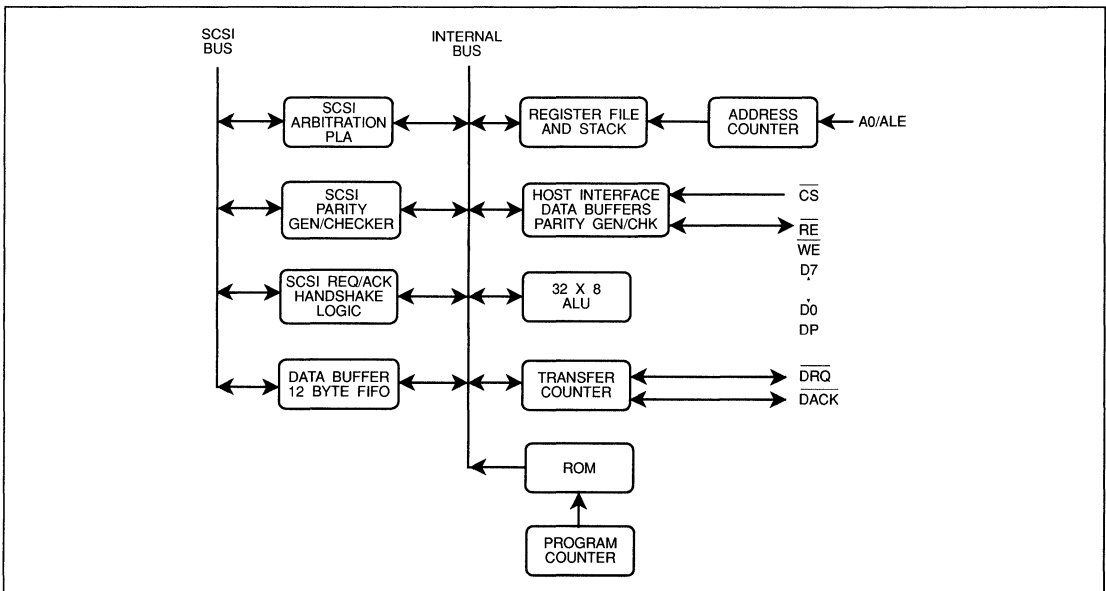 SCSI
BUS
INTERNAL
BUS
SCSI
ARBITRATION
PLA
REGISTER FILE
AND STACK
ADDRESS
COUNTER
A0/ALE
SCSI
PARITY
GEN/CHECKER
HOST INTERFACE
DATA BUFFERS
PARITY GEN/CHK
CS
RE
WE
D7
D0
DP
SCSI REQ/ACK
HANDSHAKE
LOGIC
32 X 8
ALU
DATA BUFFER
12 BYTE FIFO
TRANSFER
COUNTER
DRQ
DACK
ROM
PROGRAM
COUNTER